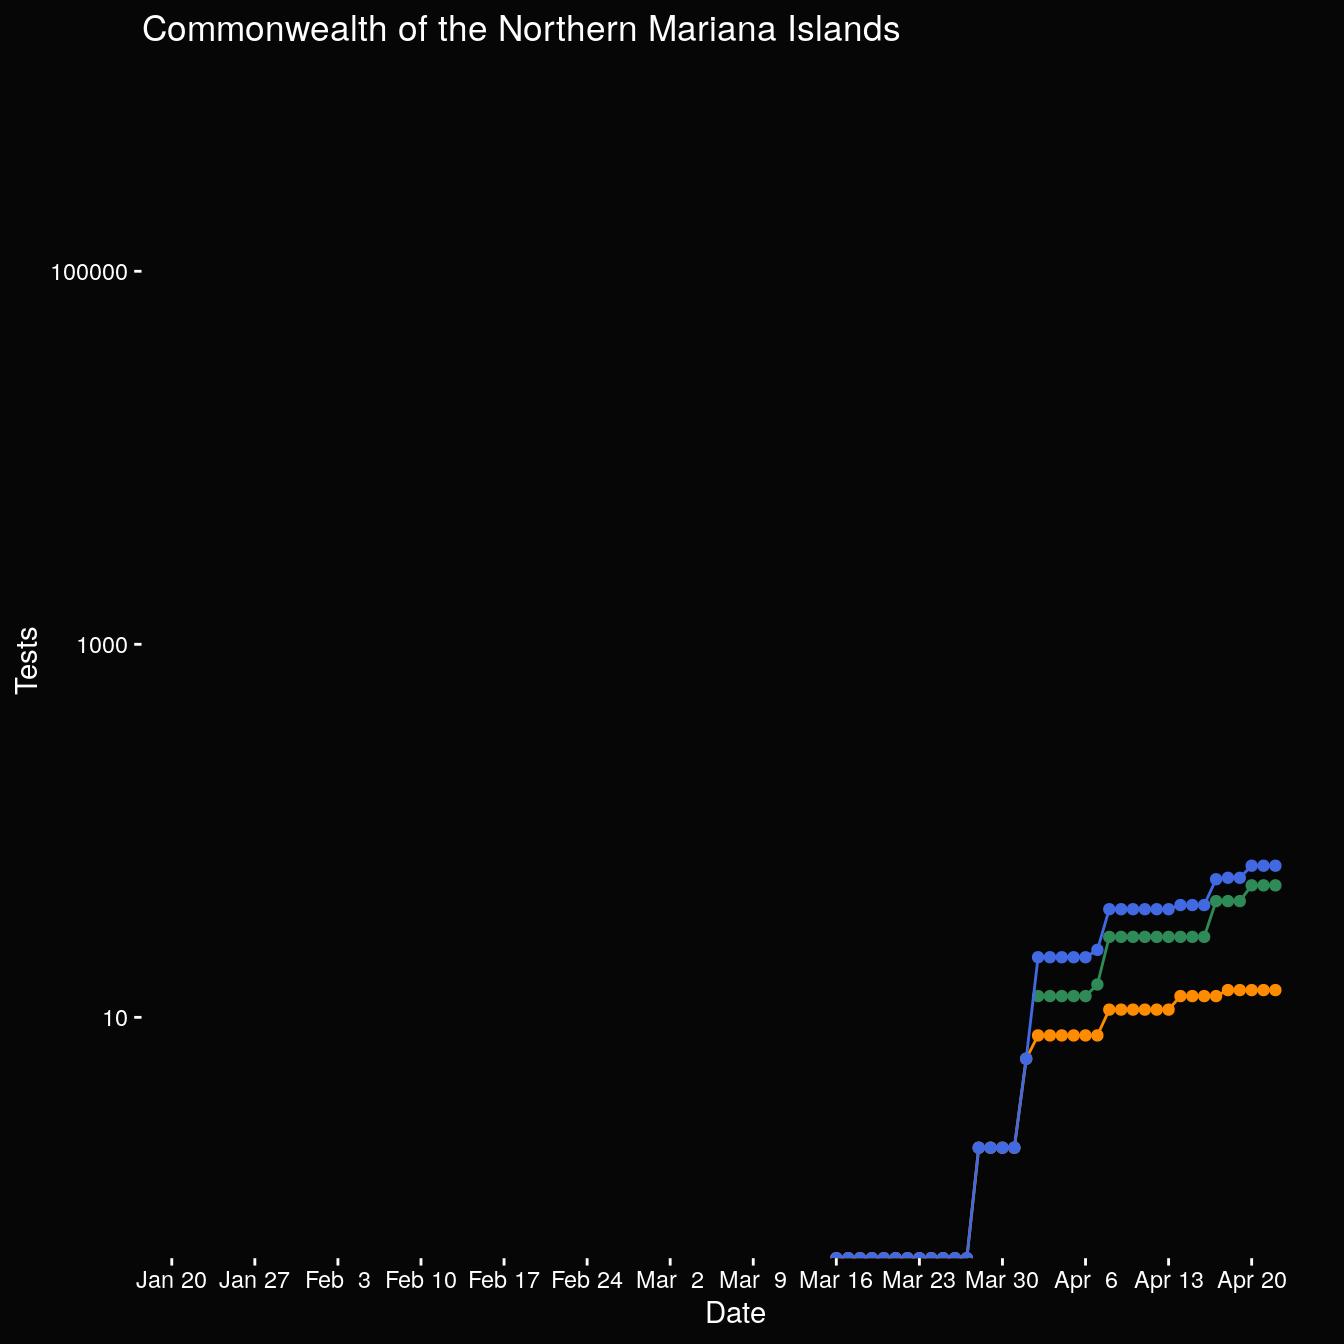 Commonwealth of the Northern Mariana Islands
100000
1000
10
Tests
Jan 20 Jan 27 Feb 3 Feb 10 Feb 17 Feb 24 Mar 2 Mar 9 Mar 16 Mar 23 Mar 30 Apr 6 Apr 13 Apr 20
Date